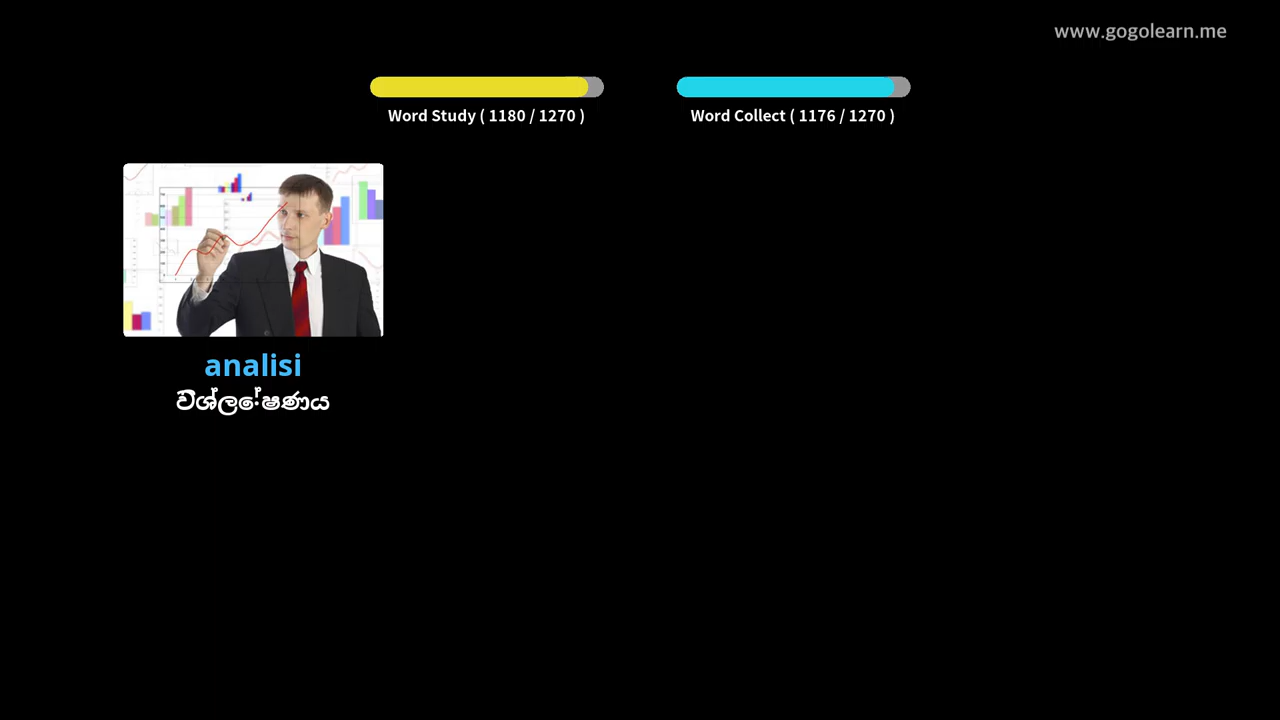 www.gogolearn.me
Word Study ( 1180 / 1270 )
Word Collect ( 1176 / 1270 )
analisi
විශ්ලේෂණය